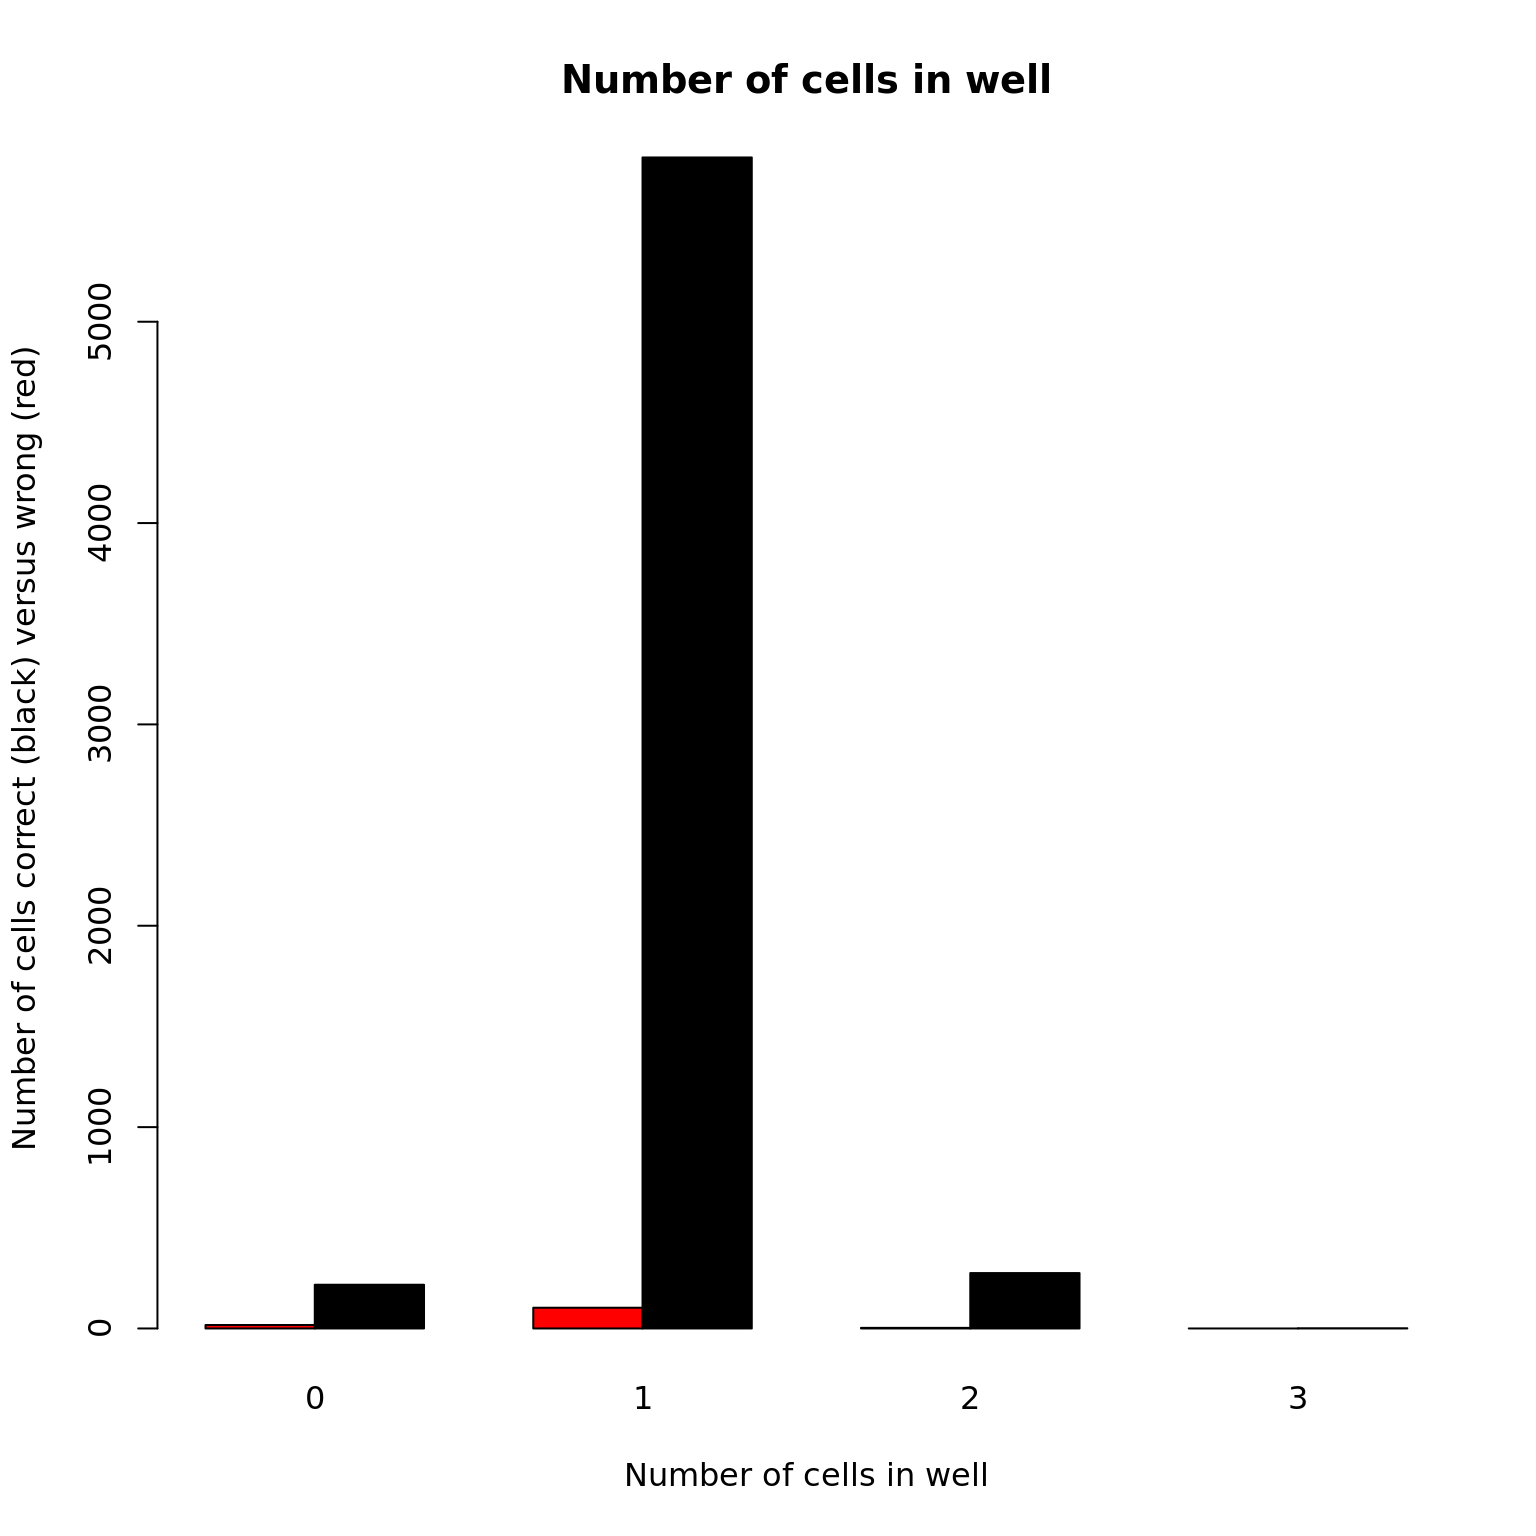 Number of cells in well
Number of cells correct (black) versus wrong (red)
5000
4000
3000
2000
1000
0
0 1 2 3
Number of cells in well